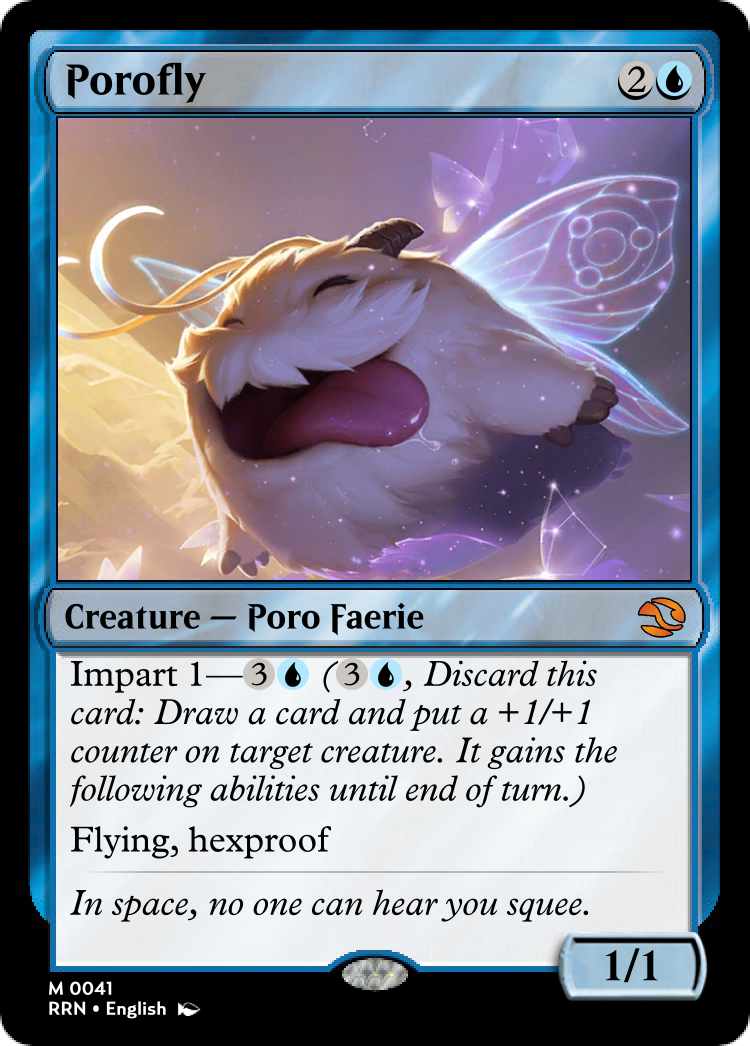 Porofly 2
Creature — Poro Faerie
Impart 1—3 (3, Discard this
card: Draw a card and put a +1/+1
counter on target creature. It gains the
following abilities until end of turn.)
Flying, hexproof
In space, no one can hear you squee.
1/1
M 0041
RRN • English